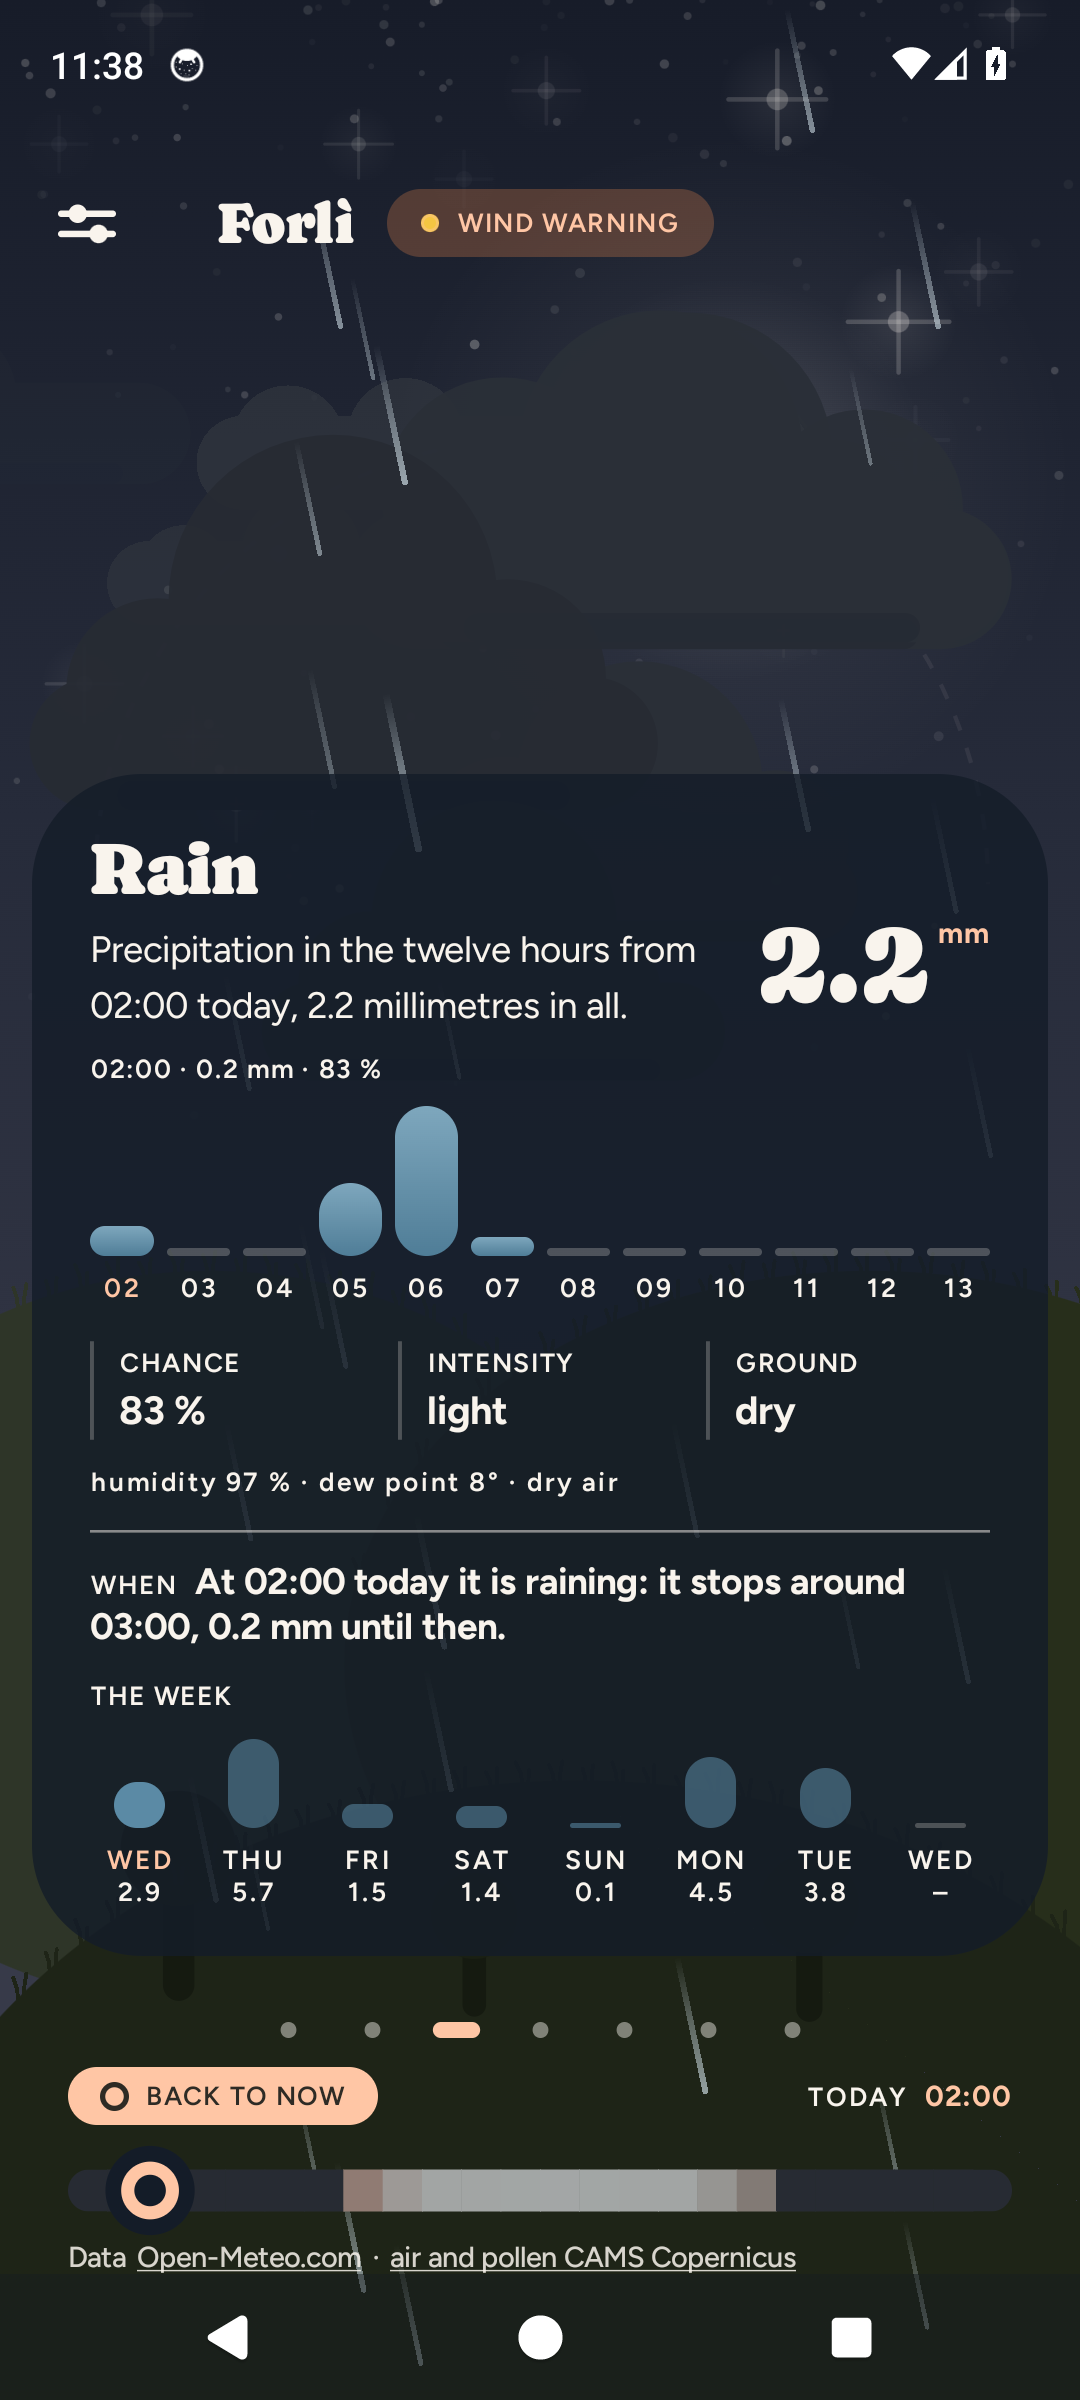 11:38
Forlì
WIND WARNING
Rain
Precipitation in the twelve hours from
02:00 today, 2.2 millimetres in all.
2.2 mm
02:00 · 0.2 mm · 83 %
02 03 04 05 06 07 08 09 10 11 12 13
CHANCE INTENSITY GROUND
83 % light dry
humidity 97 % · dew point 8° · dry air
WHEN At 02:00 today it is raining: it stops around
03:00, 0.2 mm until then.
THE WEEK
WED THU FRI SAT SUN MON TUE WED
2.9 5.7 1.5 1.4 0.1 4.5 3.8 –
BACK TO NOW
TODAY 02:00
Data Open-Meteo.com · air and pollen CAMS Copernicus